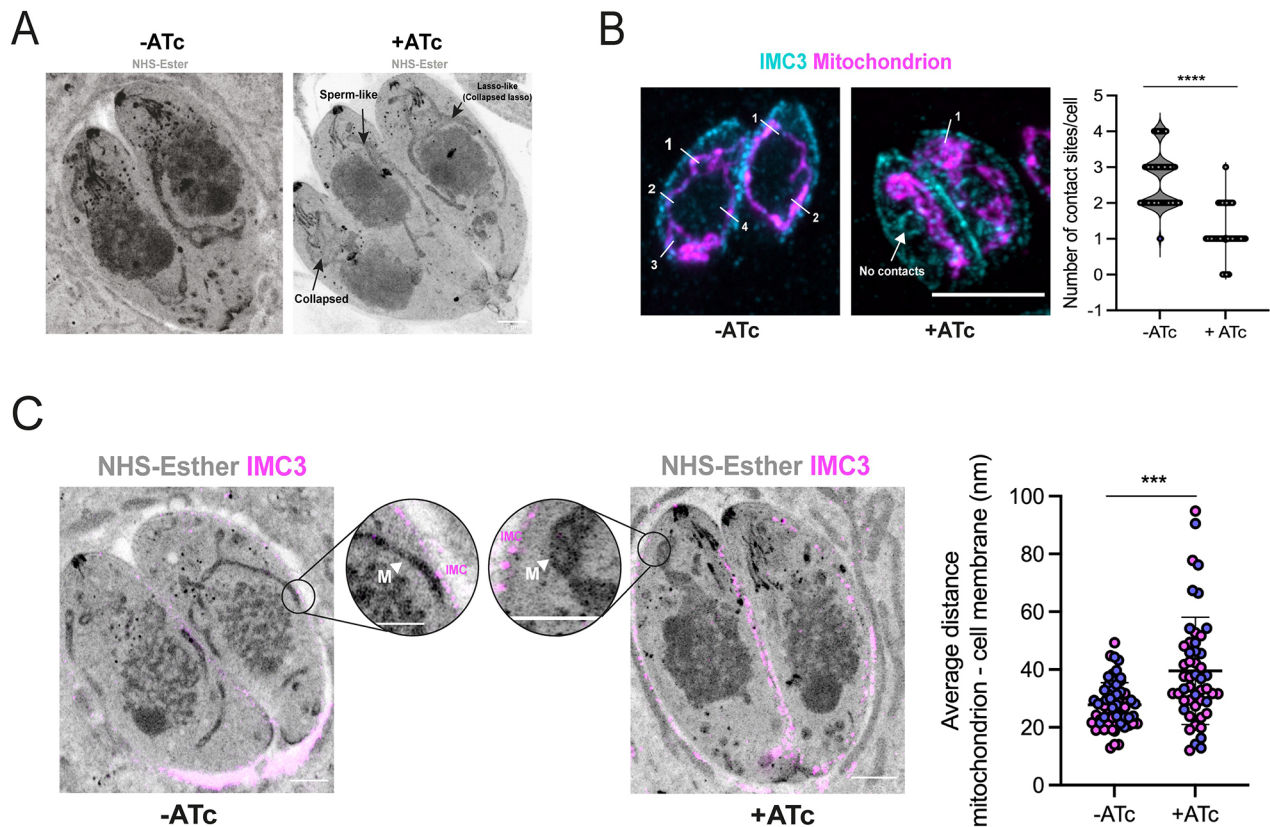 A
-ATc
NHS-Ester
+ATc
NHS-Ester
Sperm-like
Lasso-like
(Collapsed lasso)
Collapsed
B
IMC3 Mitochondrion
1
2
3
4
1
2
-ATc
1
No contacts
+ATc
Number of contact sites/cell
5
4
3
2
1
0
-1
****
-ATc
+ ATc
C
NHS-Esther IMC3
M
IMC
-ATc
IMC
M
NHS-Esther IMC3
+ATc
Average distance
mitochondrion - cell membrane (nm)
100
80
60
40
20
0
***
-ATc
+ATc